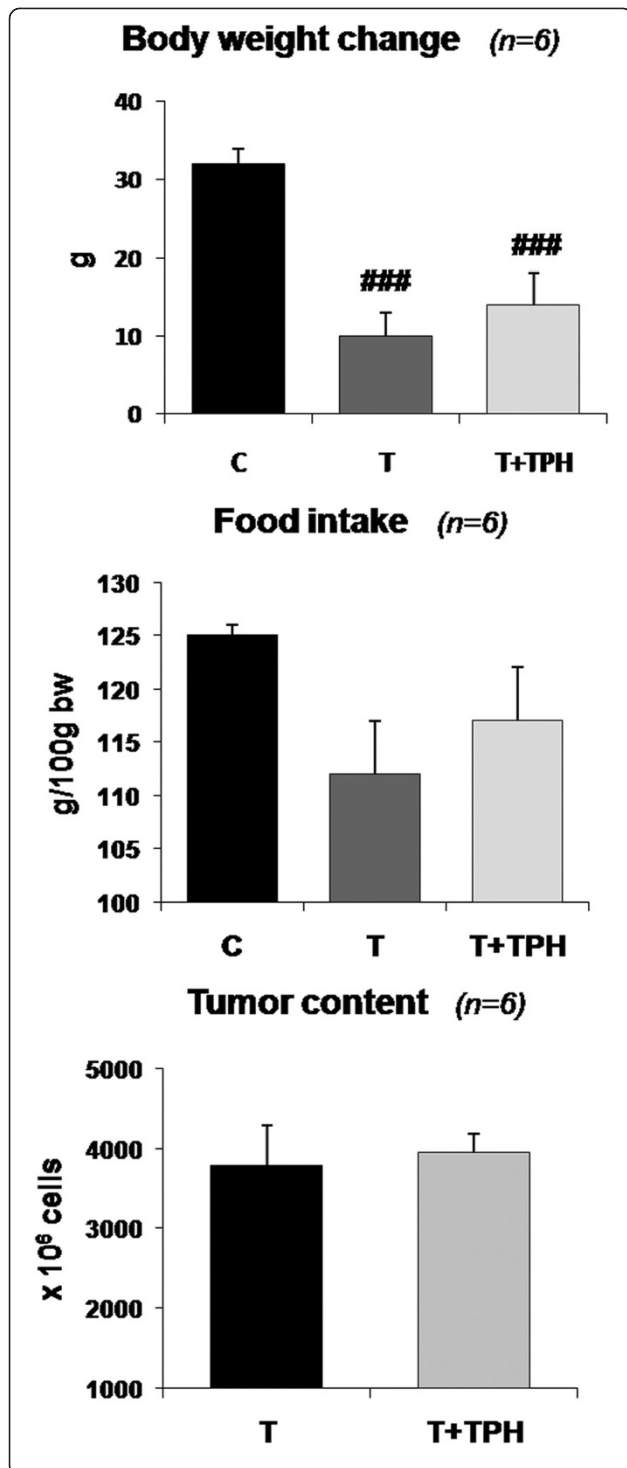 Body weight change (n=6)
40
30
20
10
0
g
###
###
C T T+TPH
Food intake (n=6)
130
125
120
115
110
105
100
g/100g bw
C T T+TPH
Tumor content (n=6)
5000
4000
3000
2000
1000
x 10⁶ cells
T T+TPH